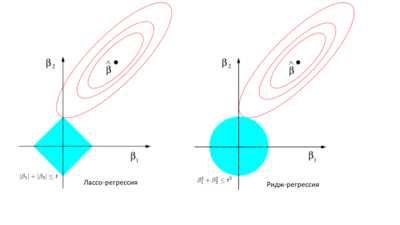 β₂
β̂
β₁
|β₁| + |β₂| ≤ t
Лассо-регрессия
β₂
β̂
β₁
β₁² + β₂² ≤ t²
Ридж-регрессия